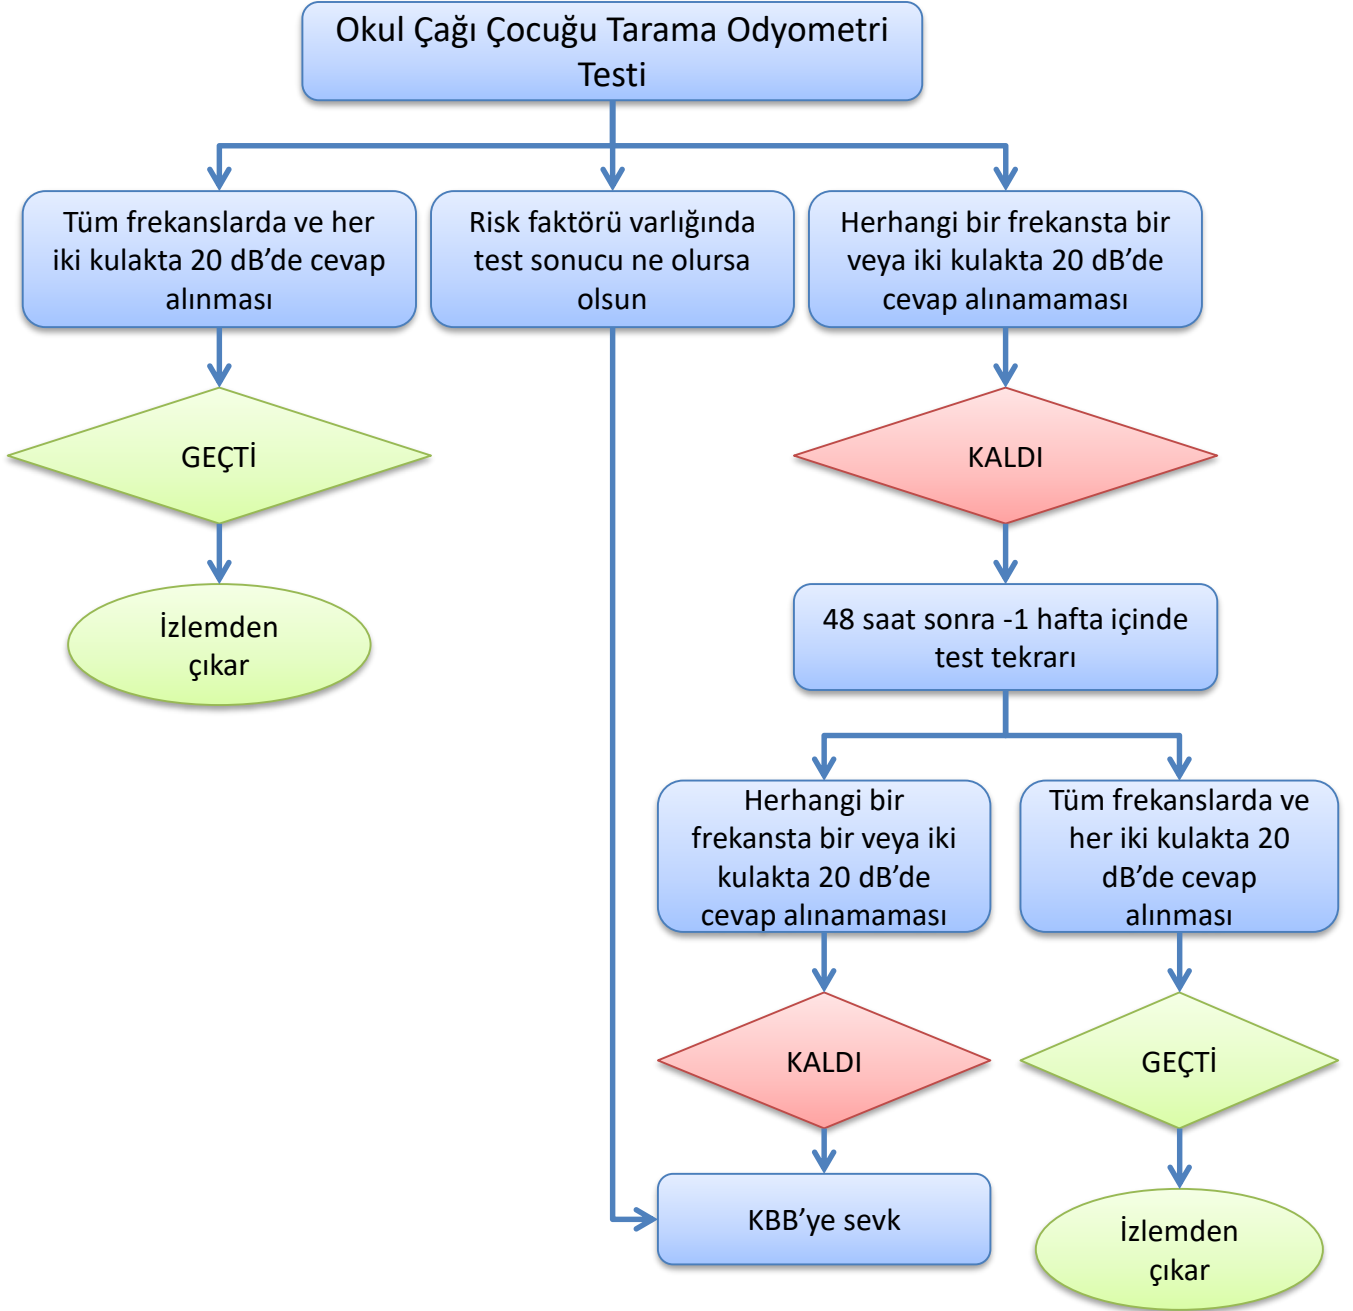 Okul Çağı Çocuğu Tarama Odyometri
Testi
Tüm frekanslarda ve her
iki kulakta 20 dB’de cevap
alınması
Risk faktörü varlığında
test sonucu ne olursa
olsun
Herhangi bir frekansta bir
veya iki kulakta 20 dB’de
cevap alınamaması
GEÇTİ
KALDI
İzlemden
çıkar
48 saat sonra -1 hafta içinde
test tekrarı
Herhangi bir
frekansta bir veya iki
kulakta 20 dB’de
cevap alınamaması
Tüm frekanslarda ve
her iki kulakta 20
dB’de cevap
alınması
KALDI
GEÇTİ
KBB’ye sevk
İzlemden
çıkar